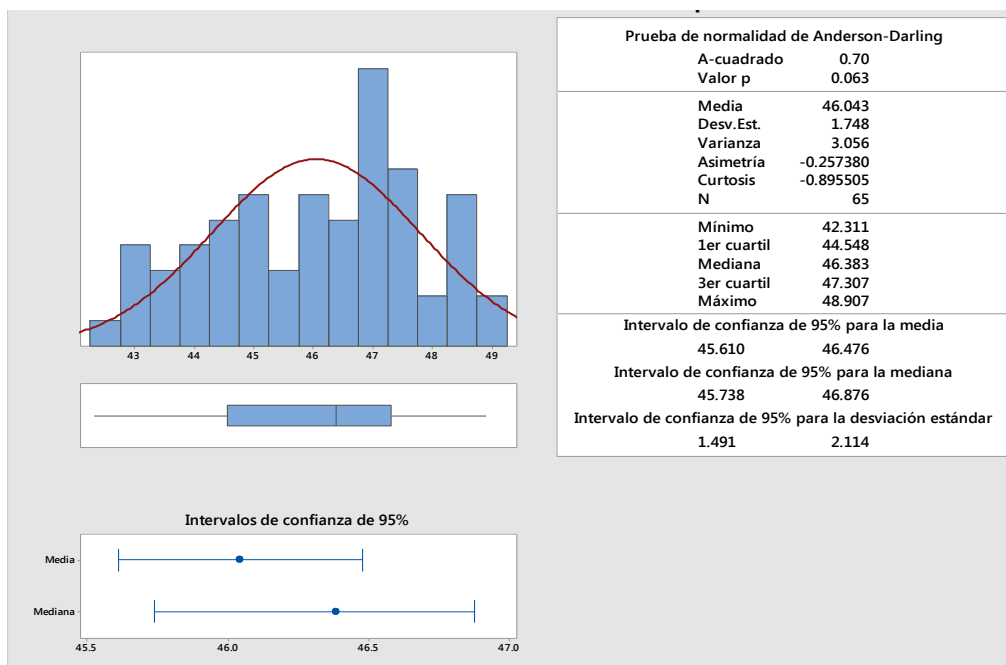 Prueba de normalidad de Anderson-Darling
A-cuadrado 0.70
Valor p 0.063
Media 46.043
Desv.Est. 1.748
Varianza 3.056
Asimetría -0.257380
Curtosis -0.895505
N 65
Mínimo 42.311
1er cuartil 44.548
Mediana 46.383
3er cuartil 47.307
Máximo 48.907
Intervalo de confianza de 95% para la media
45.610 46.476
Intervalo de confianza de 95% para la mediana
45.738 46.876
Intervalo de confianza de 95% para la desviación estándar
1.491 2.114
43 44 45 46 47 48 49
Intervalos de confianza de 95%
Media
Mediana
45.5 46.0 46.5 47.0